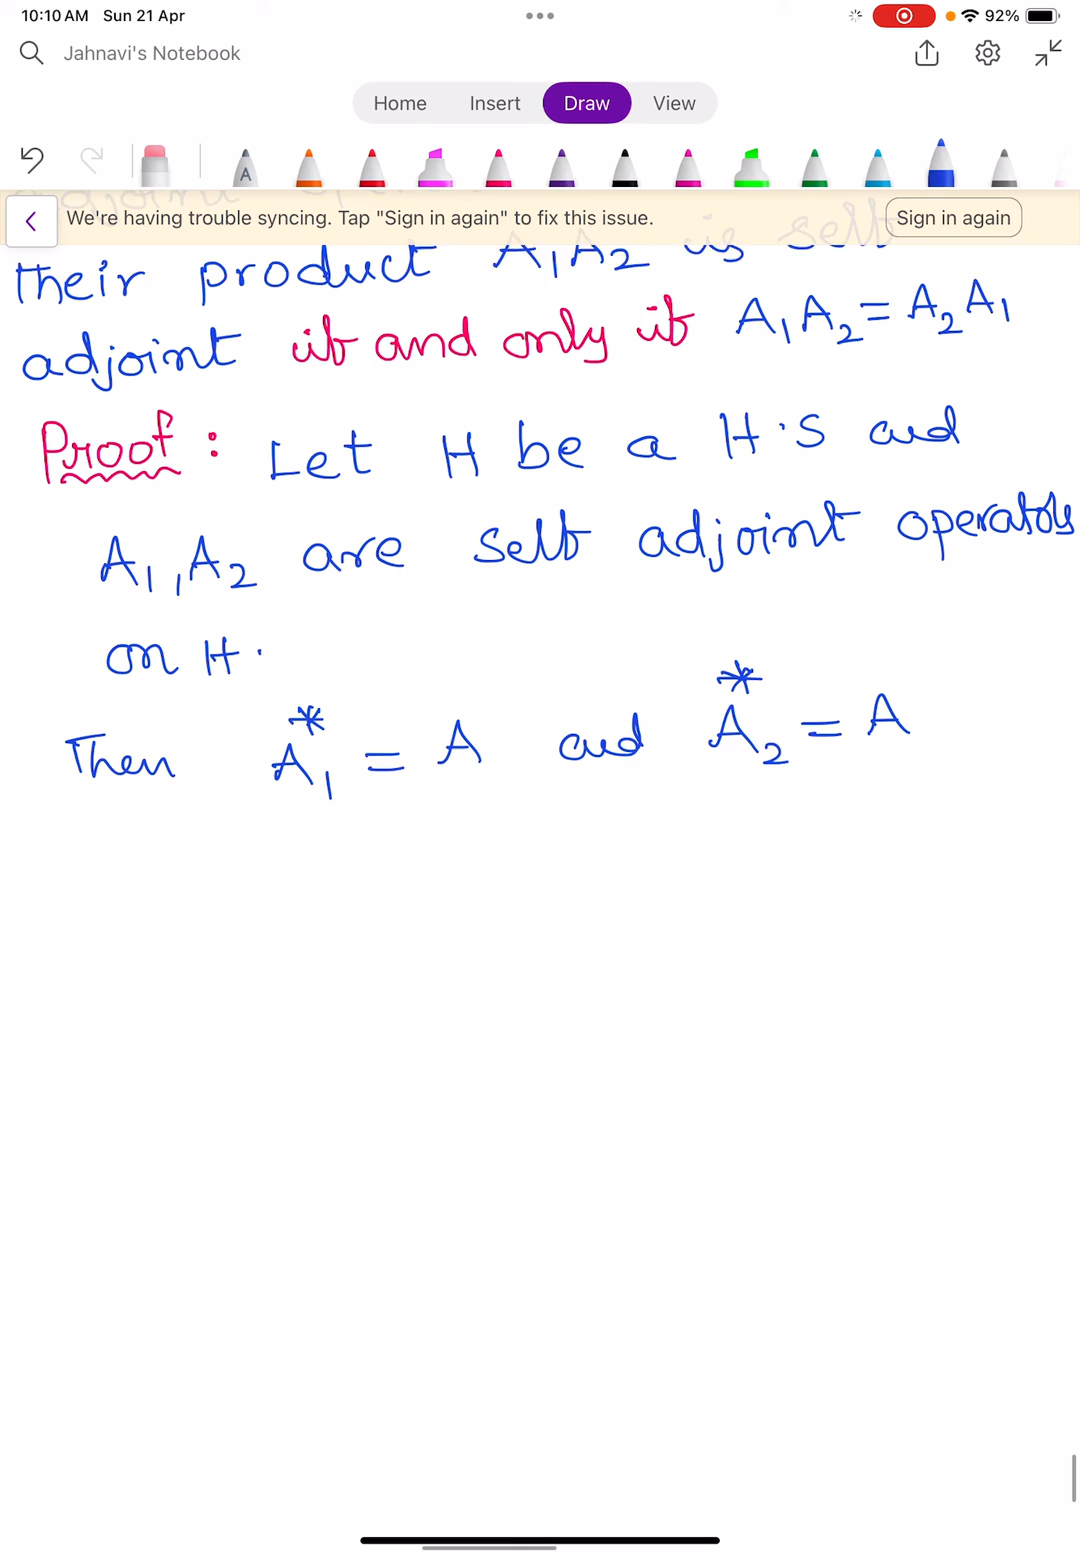 10:10 AM Sun 21 Apr
92%
Jahnavi's Notebook
Home Insert Draw View
A
We're having trouble syncing. Tap "Sign in again" to fix this issue.
Sign in again
adjoint
their product A₁A₂ is self
adjoint if and only if A₁A₂ = A₂A₁
Proof : Let H be a H.S and
A₁, A₂ are self adjoint operators
on H.
Then A₁* = A and A₂* = A